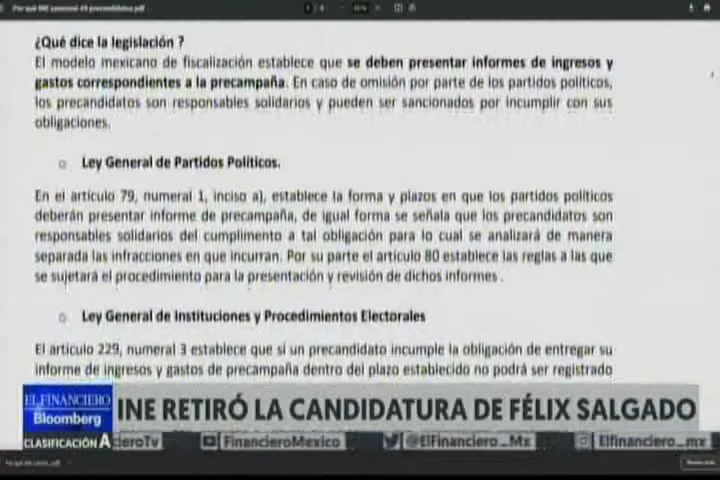 Por qué INE sancionó 49 precandidatos.pdf
¿Qué dice la legislación ?
El modelo mexicano de fiscalización establece que se deben presentar informes de ingresos y
gastos correspondientes a la precampaña. En caso de omisión por parte de los partidos políticos,
los precandidatos son responsables solidarios y pueden ser sancionados por incumplir con sus
obligaciones.
o Ley General de Partidos Políticos.
En el artículo 79, numeral 1, inciso a), establece la forma y plazos en que los partidos políticos
deberán presentar informe de precampaña, de igual forma se señala que los precandidatos son
responsables solidarios del cumplimento a tal obligación para lo cual se analizará de manera
separada las infracciones en que incurran. Por su parte el artículo 80 establece las reglas a las que
se sujetará el procedimiento para la presentación y revisión de dichos informes .
o Ley General de Instituciones y Procedimientos Electorales
El artículo 229, numeral 3 establece que si un precandidato incumple la obligación de entregar su
informe de ingresos y gastos de precampaña dentro del plazo establecido no podrá ser registrado
EL FINANCIERO
Bloomberg
INE RETIRÓ LA CANDIDATURA DE FÉLIX SALGADO
CLASIFICACIÓN A
cieroTv FinancieroMexico @ElFinanciero_Mx Elfinanciero_mx